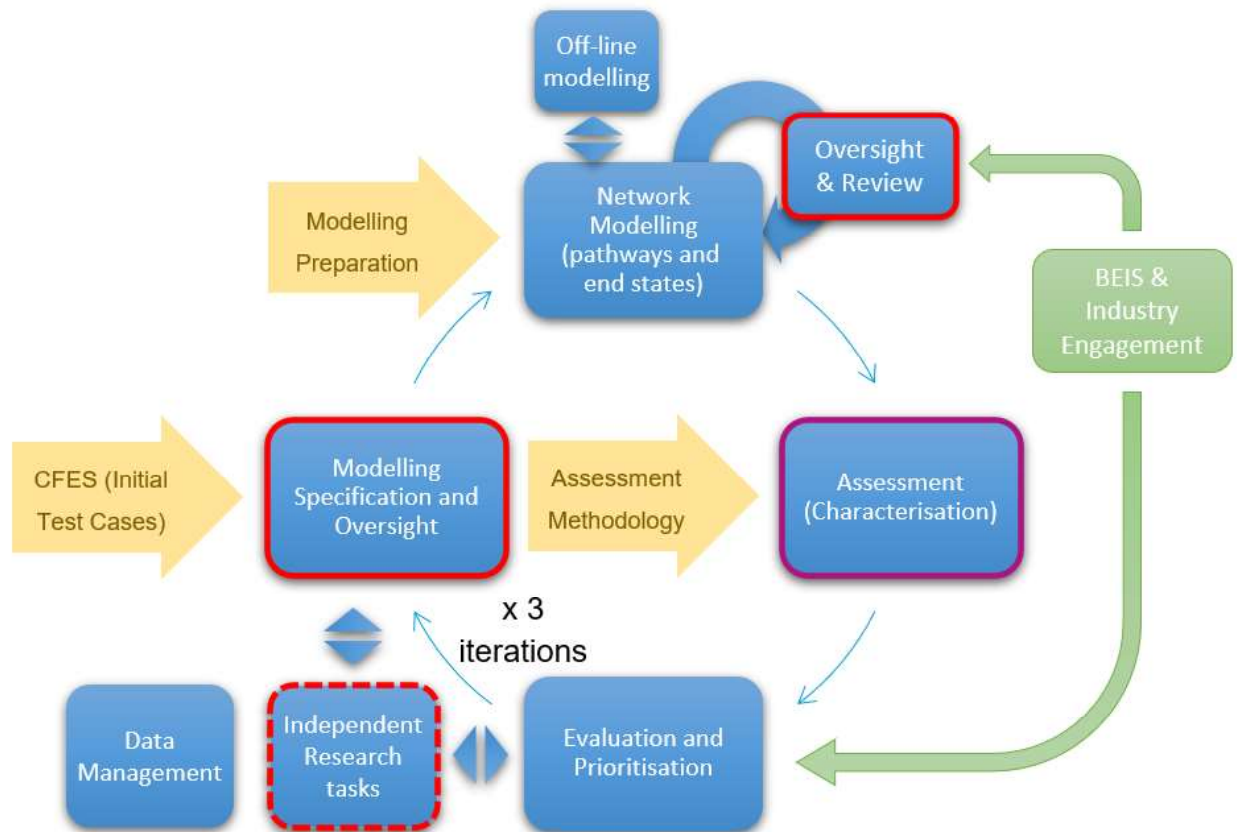 Off-line
modelling
Oversight
& Review
Network
Modelling
(pathways and
end states)
Modelling
Preparation
BEIS &
Industry
Engagement
CFES (Initial
Test Cases)
Modelling
Specification and
Oversight
Assessment
Methodology
Assessment
(Characterisation)
x 3
iterations
Data
Management
Independent
Research
tasks
Evaluation and
Prioritisation